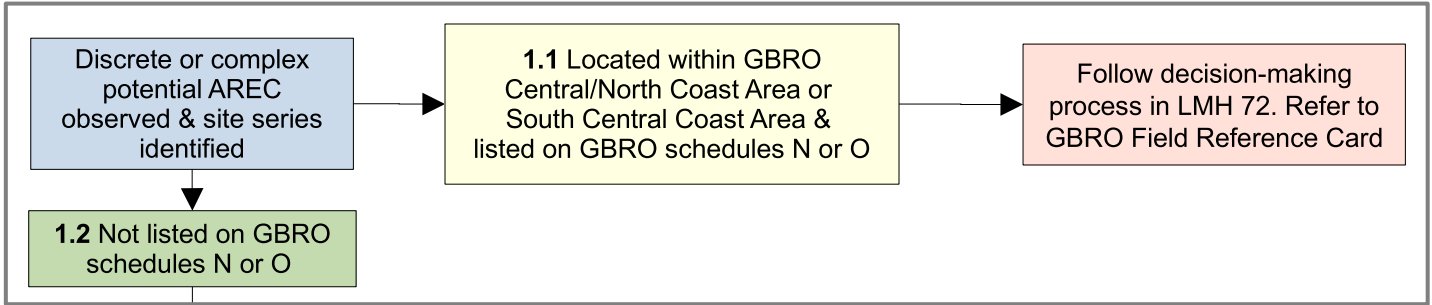 Discrete or complex
potential AREC
observed & site series
identified
1.1 Located within GBRO
Central/North Coast Area or
South Central Coast Area &
listed on GBRO schedules N or O
Follow decision-making
process in LMH 72. Refer to
GBRO Field Reference Card
1.2 Not listed on GBRO
schedules N or O